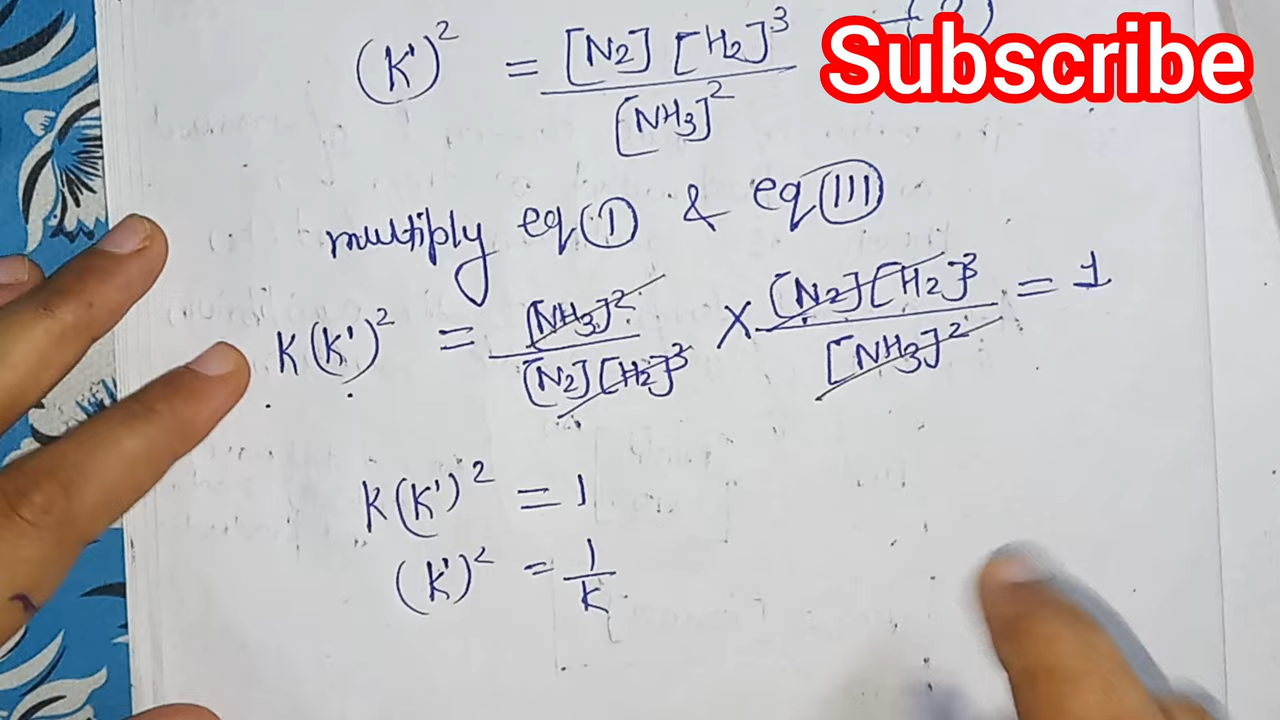 (K')² = [N₂] [H₂]³ / [NH₃]²
Subscribe
multiply eq (I) & eq (III)
K(K')² = [NH₃]² / [N₂][H₂]³ × [N₂][H₂]³ / [NH₃]² = 1
K(K')² = 1
(K')² = 1/K